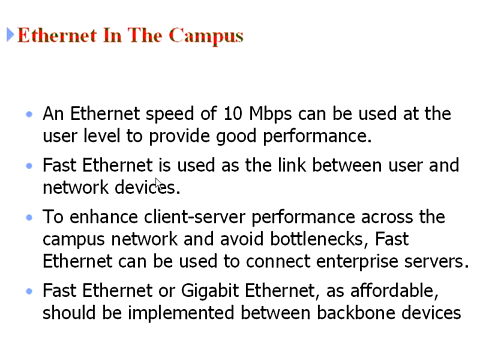 Ethernet In The Campus
An Ethernet speed of 10 Mbps can be used at the
user level to provide good performance.
Fast Ethernet is used as the link between user and
network devices.
To enhance client-server performance across the
campus network and avoid bottlenecks, Fast
Ethernet can be used to connect enterprise servers.
Fast Ethernet or Gigabit Ethernet, as affordable,
should be implemented between backbone devices